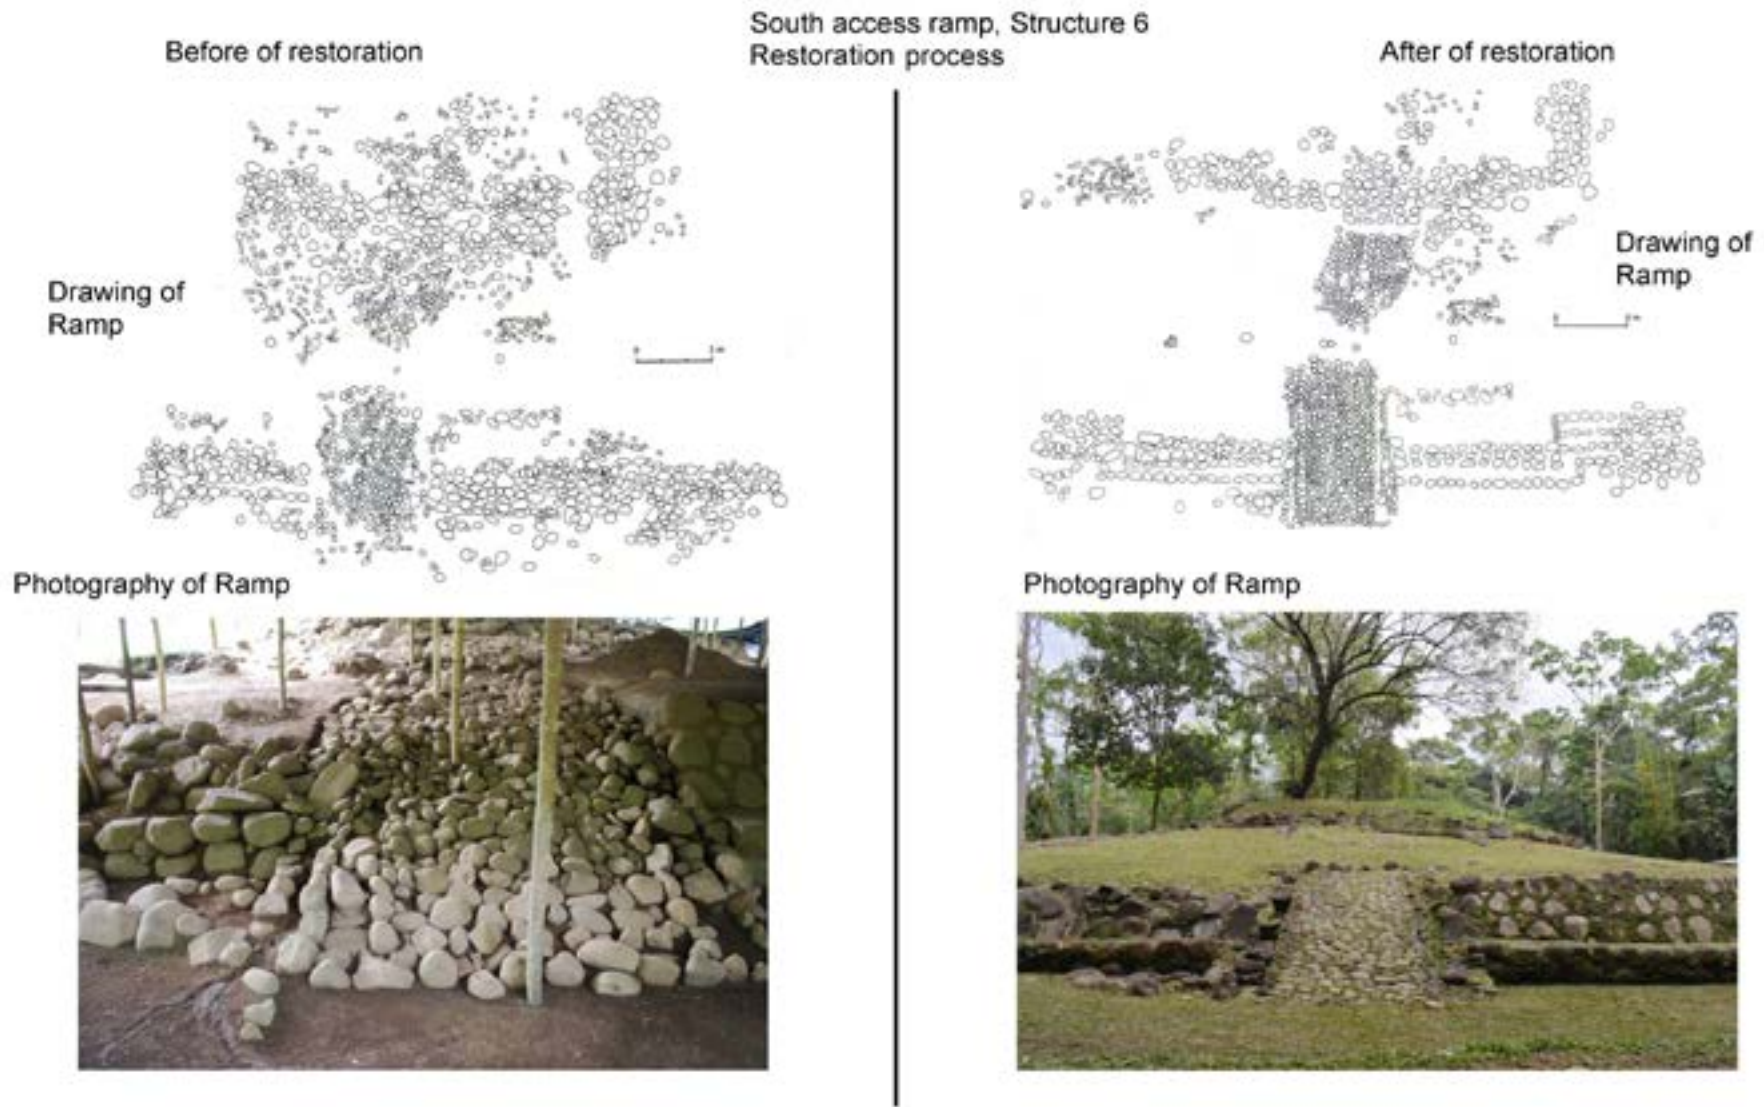 South access ramp, Structure 6
Restoration process
Before of restoration
After of restoration
Drawing of
Ramp
Drawing of
Ramp
Photography of Ramp
Photography of Ramp